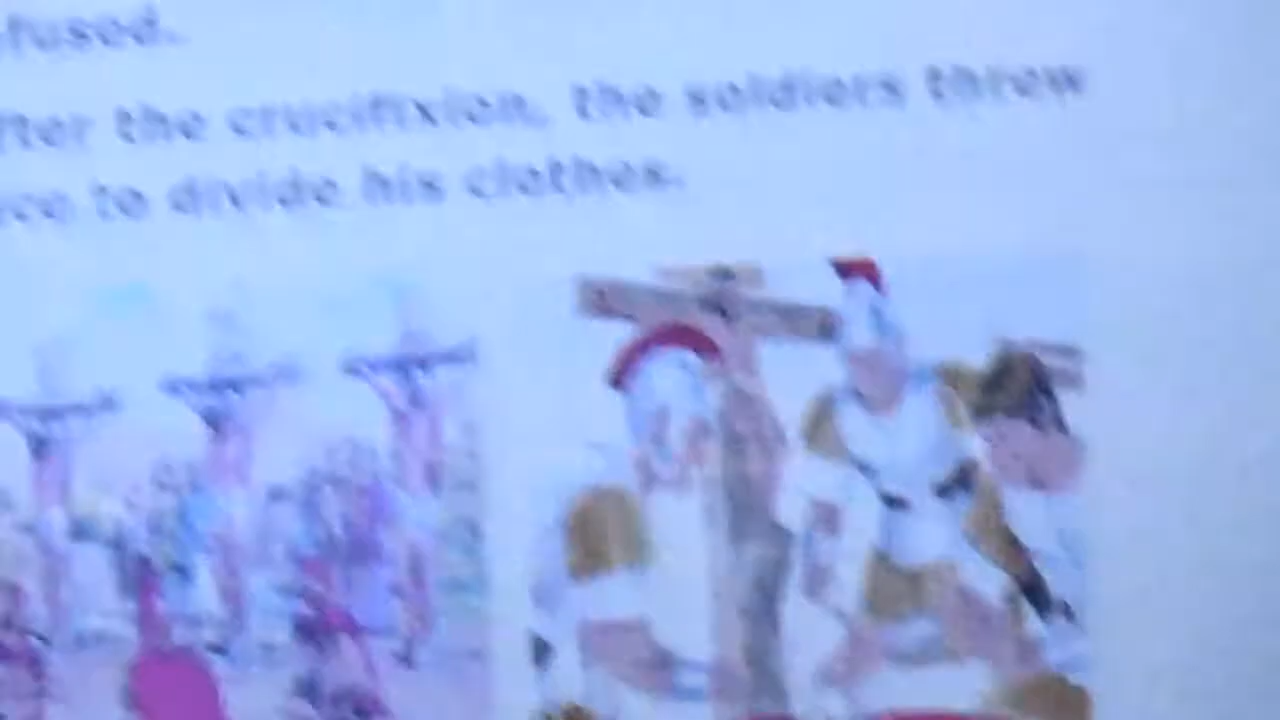 fused.
fter the crucifixion, the soldiers threw
ce to divide his clothes.